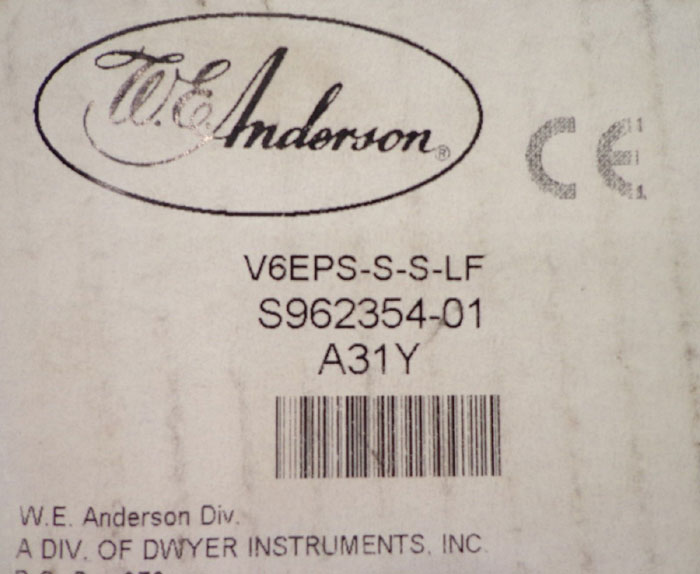 W.E. Anderson®
CE
V6EPS-S-S-LF
S962354-01
A31Y
W.E. Anderson Div.
A DIV. OF DWYER INSTRUMENTS, INC.